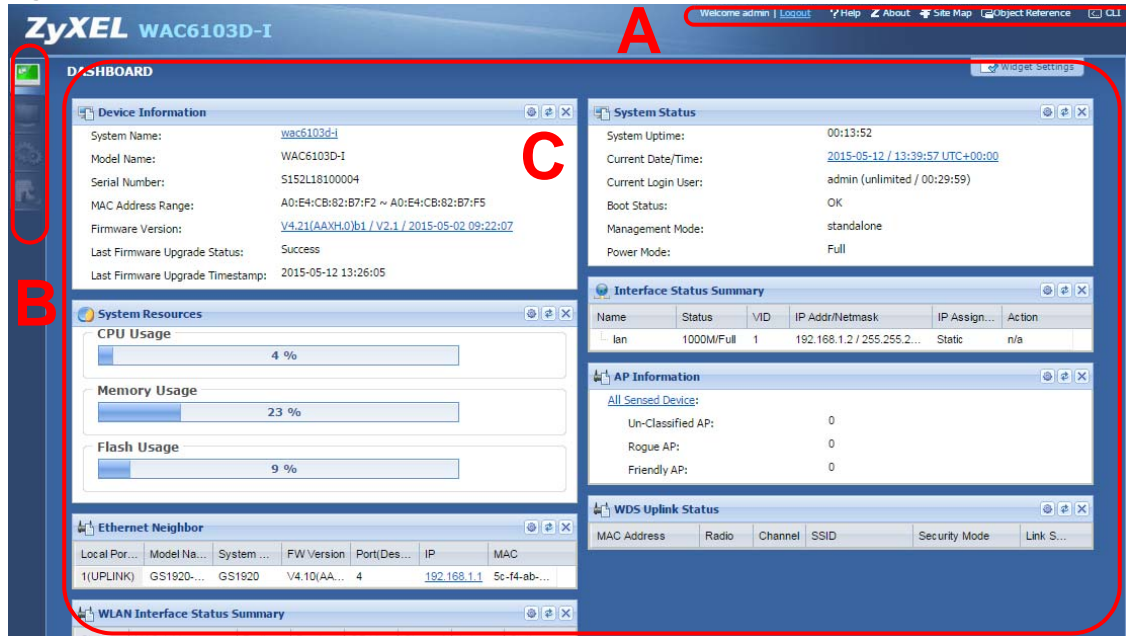 ZyXEL WAC6103D-I
Welcome admin | Logout ?Help Z About Site Map Object Reference CLI
A
DASHBOARD
Widget Settings
Device Information
System Name: wac6103d-i
Model Name: WAC6103D-I
Serial Number: S152L18100004
MAC Address Range: A0:E4:CB:82:B7:F2 ~ A0:E4:CB:82:B7:F5
Firmware Version: V4.21(AAXH.0)b1 / V2.1 / 2015-05-02 09:22:07
Last Firmware Upgrade Status: Success
Last Firmware Upgrade Timestamp: 2015-05-12 13:26:05
C
B
System Resources
CPU Usage
4 %
Memory Usage
23 %
Flash Usage
9 %
Ethernet Neighbor
Local Por... Model Na... System ... FW Version Port(Des... IP MAC
1(UPLINK) GS1920-... GS1920 V4.10(AA... 4 192.168.1.1 5c-f4-ab-...
WLAN Interface Status Summary
System Status
System Uptime: 00:13:52
Current Date/Time: 2015-05-12 / 13:39:57 UTC+00:00
Current Login User: admin (unlimited / 00:29:59)
Boot Status: OK
Management Mode: standalone
Power Mode: Full
Interface Status Summary
Name Status VID IP Addr/Netmask IP Assign... Action
lan 1000M/Full 1 192.168.1.2 / 255.255.2... Static n/a
AP Information
All Sensed Device:
Un-Classified AP: 0
Rogue AP: 0
Friendly AP: 0
WDS Uplink Status
MAC Address Radio Channel SSID Security Mode Link S...